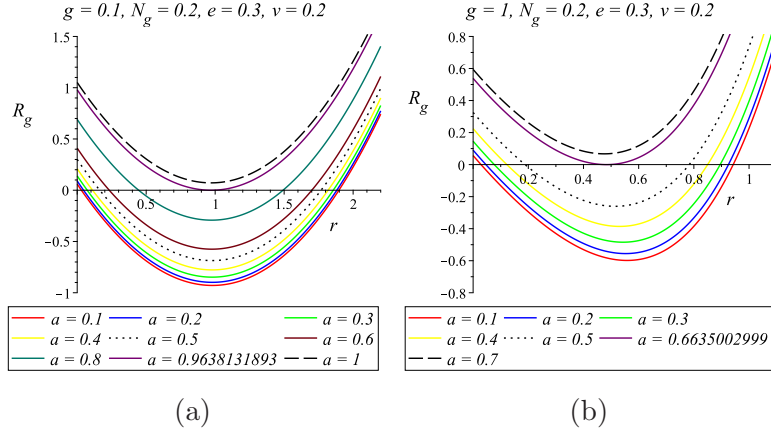 g = 0.1, N_g = 0.2, e = 0.3, v = 0.2
R_g
1.5
1
0.5
0
−0.5
−1
1
2
r
a = 0.1 a = 0.2 a = 0.3
a = 0.4 a = 0.5 a = 0.6
a = 0.8 a = 0.9638131893 a = 1
(a)
g = 1, N_g = 0.2, e = 0.3, v = 0.2
R_g
0.8
0.6
0.4
0.2
0
−0.2
−0.4
−0.6
−0.8
0.2 0.4 0.6 0.8 1
r
a = 0.1 a = 0.2 a = 0.3
a = 0.4 a = 0.5 a = 0.6635002999
a = 0.7
(b)